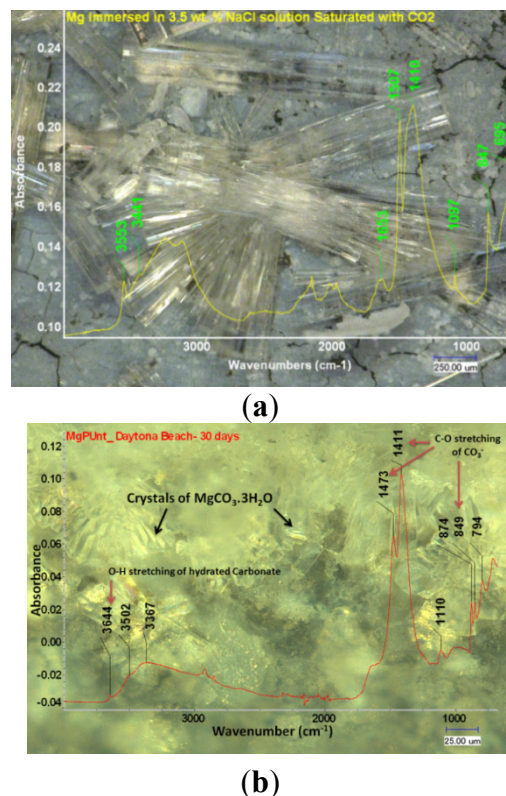 Mg Immersed in 3.5 wt. % NaCl solution Saturated with CO2
0.24
0.22
0.20
0.18
0.16
0.14
0.12
0.10
Absorbance
3553
3441
1410
1097
847
3000
2000
1000
Wavenumbers (cm-1)
250.00 um
(a)
MgPUnt_ Daytona Beach- 30 days
0.12
0.10
0.08
0.06
0.04
0.02
0.00
-0.02
-0.04
Absorbance
C-O stretching
of CO₃⁻
Crystals of MgCO₃.3H₂O
O-H stretching of hydrated Carbonate
3644
3502
3367
1473
1411
1110
874
849
794
3000
2000
1000
Wavenumber (cm⁻¹)
25.00 um
(b)